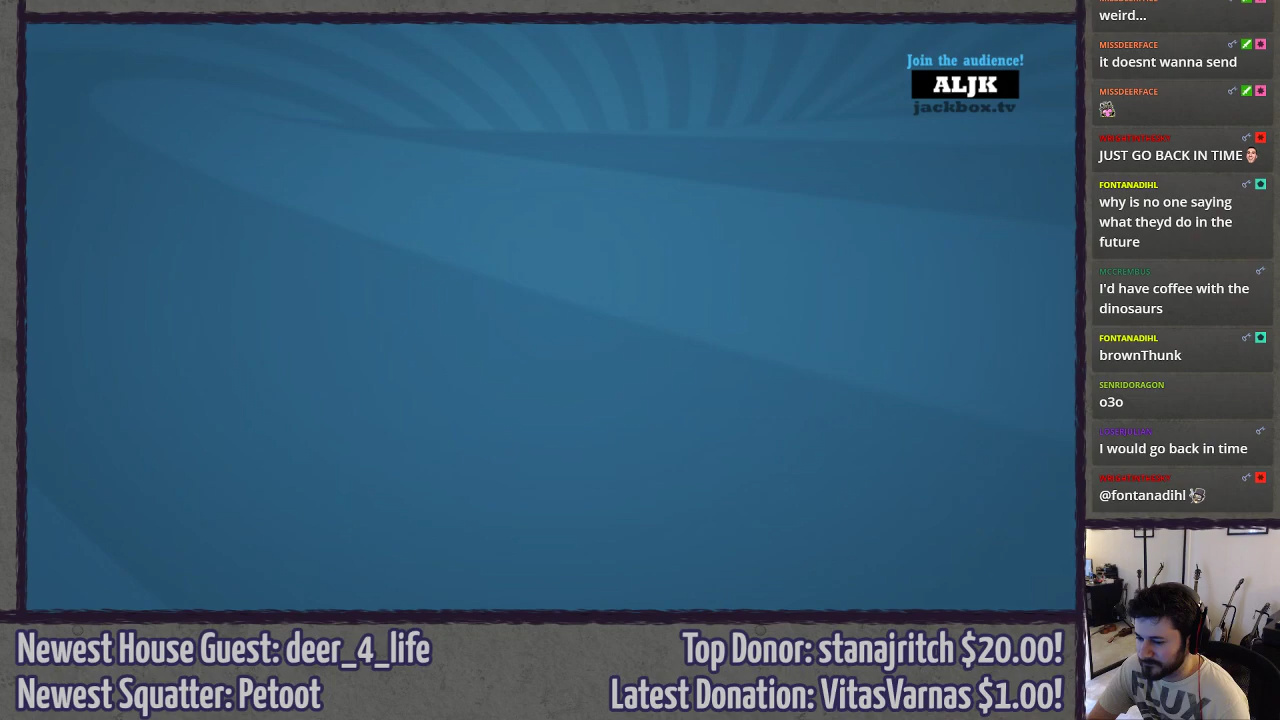 Join the audience!
ALJK
jackbox.tv
weird...
MISSDEERFACE
it doesnt wanna send
MISSDEERFACE
JUST GO BACK IN TIME
FONTANADIHL
why is no one saying
what theyd do in the
future
MCCREMBUS
I'd have coffee with the
dinosaurs
FONTANADIHL
brownThunk
SENRIDORAGON
o3o
I would go back in time
@fontanadihl
FLUX
Newest House Guest: deer_4_life
Newest Squatter: Petoot
Top Donor: stanajritch $20.00!
Latest Donation: VitasVarnas $1.00!